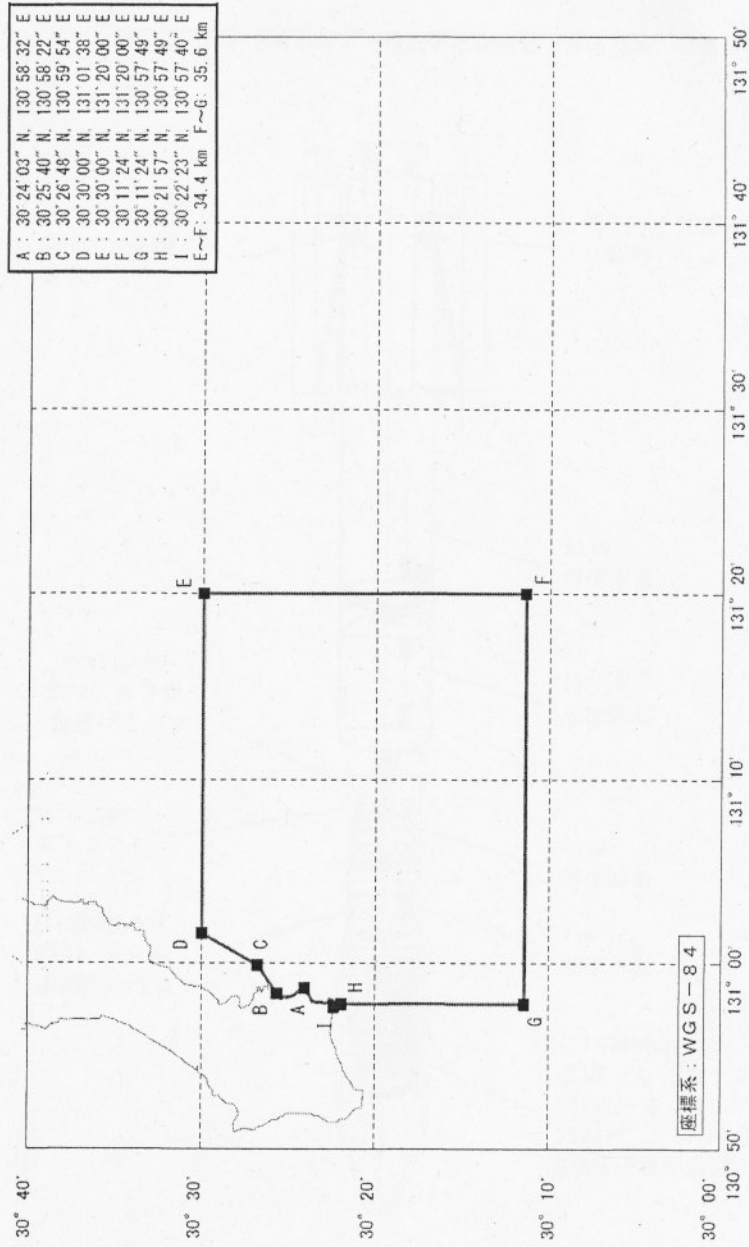 A : 30°24'03" N, 130°58'32" E
B : 30°25'40" N, 130°58'22" E
C : 30°26'48" N, 130°59'54" E
D : 30°30'00" N, 131°01'38" E
E : 30°30'00" N, 131°20'00" E
F : 30°11'24" N, 131°20'00" E
G : 30°11'24" N, 130°57'49" E
H : 30°21'57" N, 130°57'49" E
I : 30°22'23" N, 130°57'40" E
E~F: 34.4 km F~G: 35.6 km
30° 40'
30° 30'
30° 20'
30° 10'
30° 00'
D
E
C
B
A
I
H
G
F
座標系:WGS-84
130° 50'
131° 00'
131° 10'
131° 20'
131° 30'
131° 40'
131° 50'